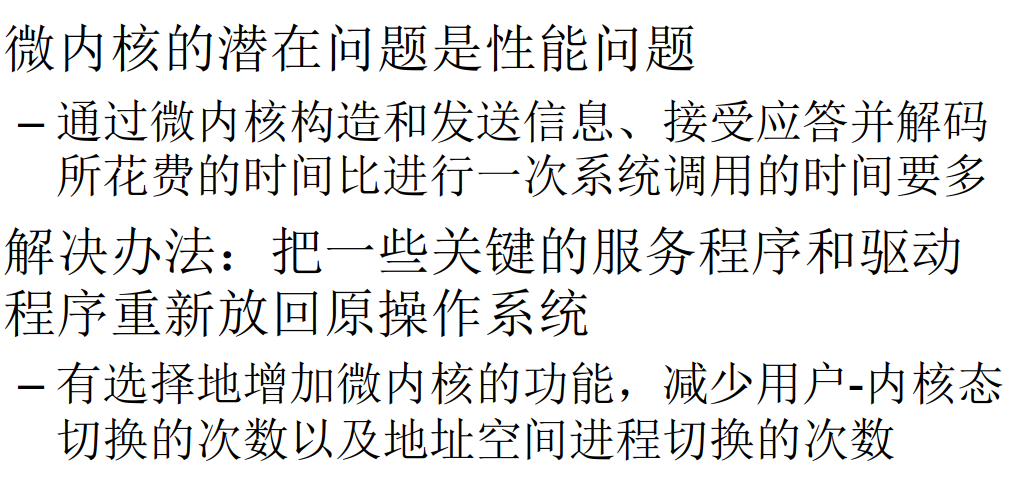 微内核的潜在问题是性能问题
– 通过微内核构造和发送信息、接受应答并解码
所花费的时间比进行一次系统调用的时间要多
解决办法：把一些关键的服务程序和驱动
程序重新放回原操作系统
– 有选择地增加微内核的功能，减少用户-内核态
切换的次数以及地址空间进程切换的次数